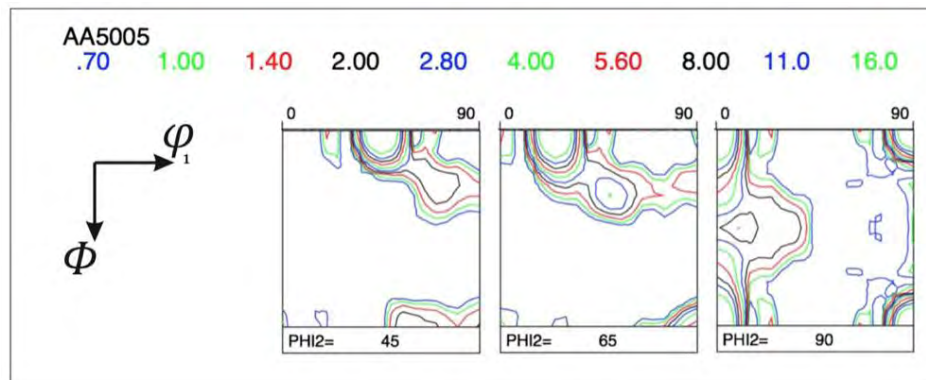 AA5005
.70 1.00 1.40 2.00 2.80 4.00 5.60 8.00 11.0 16.0
0 90 0 90 0 90
φ₁
Φ
PHI2= 45 PHI2= 65 PHI2= 90